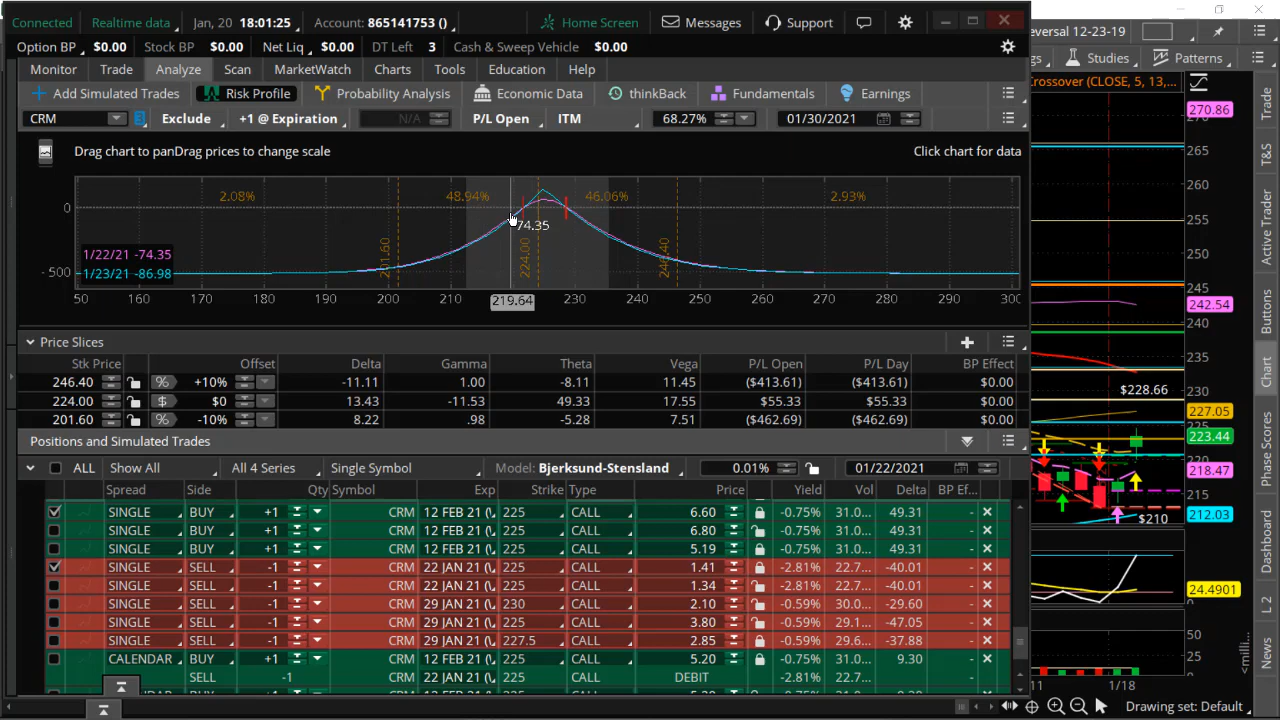 Connected Realtime data Jan, 20 18:01:25 Account: 865141753 () Home Screen Messages Support
eversal 12-23-19
Option BP $0.00 Stock BP $0.00 Net Liq $0.00 DT Left 3 Cash & Sweep Vehicle $0.00
gs Studies Patterns
Monitor Trade Analyze Scan MarketWatch Charts Tools Education Help
Crossover (CLOSE, 5, 13,...
Add Simulated Trades Risk Profile Probability Analysis Economic Data thinkBack Fundamentals Earnings
CRM Exclude +1 @ Expiration N/A P/L Open ITM 68.27% 01/30/2021
Drag chart to panDrag prices to change scale Click chart for data
2.08% 48.94% 46.06% 2.93%
0
-74.35
201.60 224.00 246.40
1/22/21 -74.35
1/23/21 -86.98
-500
50 160 170 180 190 200 210 219.64 230 240 250 260 270 280 290 300
Price Slices
Stk Price Offset Delta Gamma Theta Vega P/L Open P/L Day BP Effect
246.40 % +10% -11.11 1.00 -8.11 11.45 ($413.61) ($413.61) $0.00
224.00 $ $0 13.43 -11.53 49.33 17.55 $55.33 $55.33 $0.00
201.60 % -10% 8.22 .98 -5.28 7.51 ($462.69) ($462.69) $0.00
Positions and Simulated Trades
ALL Show All All 4 Series Single Symbol Model: Bjerksund-Stensland 0.01% 01/22/2021
Spread Side Qty Symbol Exp Strike Type Price Yield Vol Delta BP Ef...
SINGLE BUY +1 CRM 12 FEB 21 (\ 225 CALL 6.60 -0.75% 31.0... 49.31 -
SINGLE BUY +1 CRM 12 FEB 21 (\ 225 CALL 6.80 -0.75% 31.0... 49.31 -
SINGLE BUY +1 CRM 12 FEB 21 (\ 225 CALL 5.19 -0.75% 31.0... 49.31 -
SINGLE SELL -1 CRM 22 JAN 21 (\ 225 CALL 1.41 -2.81% 22.7... -40.01 -
SINGLE SELL -1 CRM 22 JAN 21 (\ 225 CALL 1.34 -2.81% 22.7... -40.01 -
SINGLE SELL -1 CRM 29 JAN 21 (\ 230 CALL 2.10 -0.59% 30.0... -29.60 -
SINGLE SELL -1 CRM 29 JAN 21 (\ 225 CALL 3.80 -0.59% 29.1... -47.05 -
SINGLE SELL -1 CRM 29 JAN 21 (\ 227.5 CALL 2.85 -0.59% 29.6... -37.88 -
CALENDAR BUY +1 CRM 12 FEB 21 (\ 225 CALL 5.20 -0.75% 31.0... 9.30 -
SELL -1 CRM 22 JAN 21 (\ 225 CALL DEBIT -2.81% 22.7... -
270.86
265
260
255
250
245
242.54
240
235
230
$228.66
227.05
225
223.44
220
218.47
215
212.03
$210
24.4901
50
25
0
<milli...
11 1/18
Drawing set: Default
Trade
T&S
Active Trader
Buttons
Chart
Phase Scores
Dashboard
L 2
News